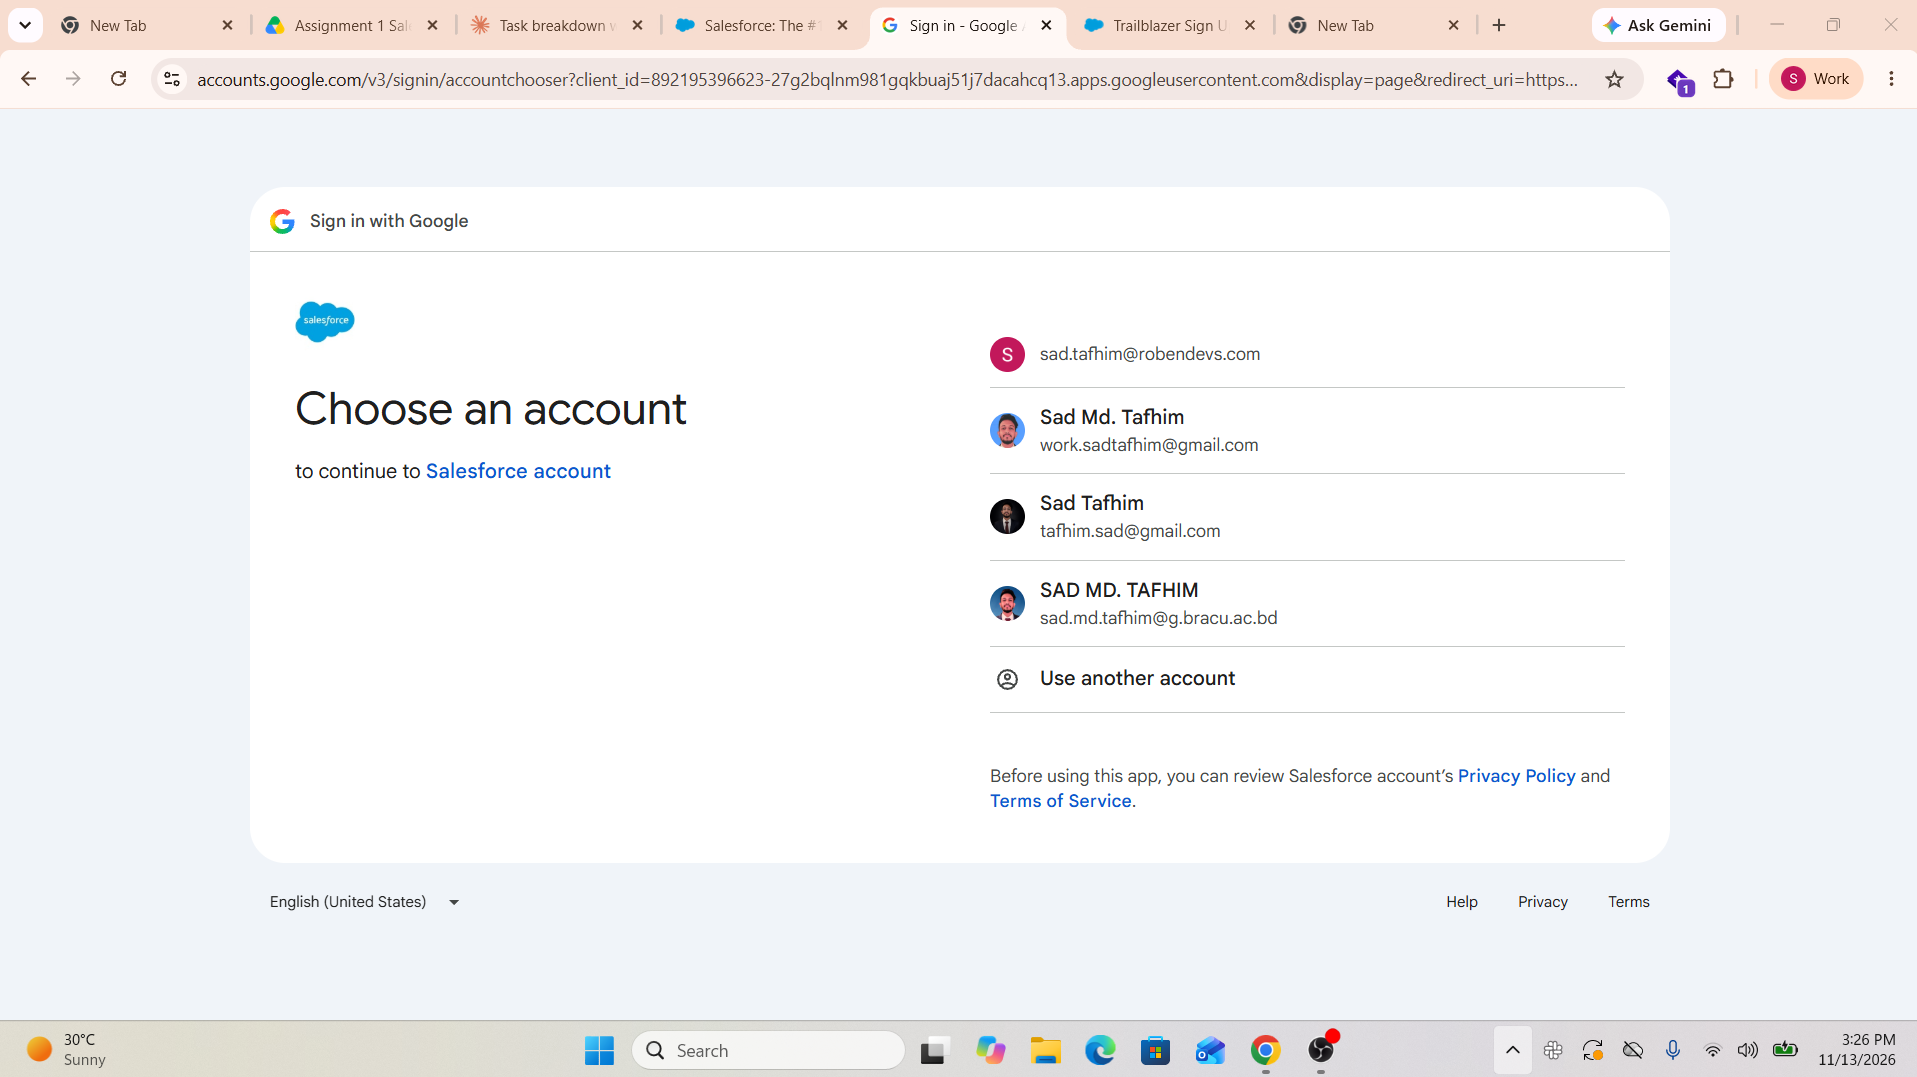 New Tab
Assignment 1 Sal
Task breakdown w
Salesforce: The #1
Sign in - Google A
Trailblazer Sign U
New Tab
Ask Gemini
accounts.google.com/v3/signin/accountchooser?client_id=892195396623-27g2bqlnm981gqkbuaj51j7dacahcq13.apps.googleusercontent.com&display=page&redirect_uri=https...
1
S
Work
Sign in with Google
salesforce
Choose an account
to continue to Salesforce account
S
sad.tafhim@robendevs.com
Sad Md. Tafhim
work.sadtafhim@gmail.com
Sad Tafhim
tafhim.sad@gmail.com
SAD MD. TAFHIM
sad.md.tafhim@g.bracu.ac.bd
Use another account
Before using this app, you can review Salesforce account's Privacy Policy and
Terms of Service.
English (United States)
Help
Privacy
Terms
30°C
Sunny
Search
3:26 PM
11/13/2026